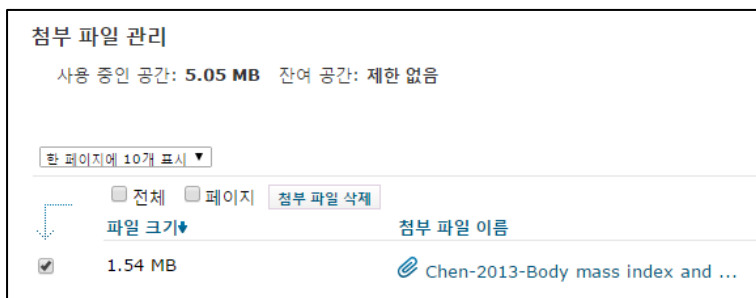 첨부 파일 관리
사용 중인 공간: 5.05 MB 잔여 공간: 제한 없음
한 페이지에 10개 표시
전체 페이지 첨부 파일 삭제
파일 크기 첨부 파일 이름
1.54 MB Chen-2013-Body mass index and ...